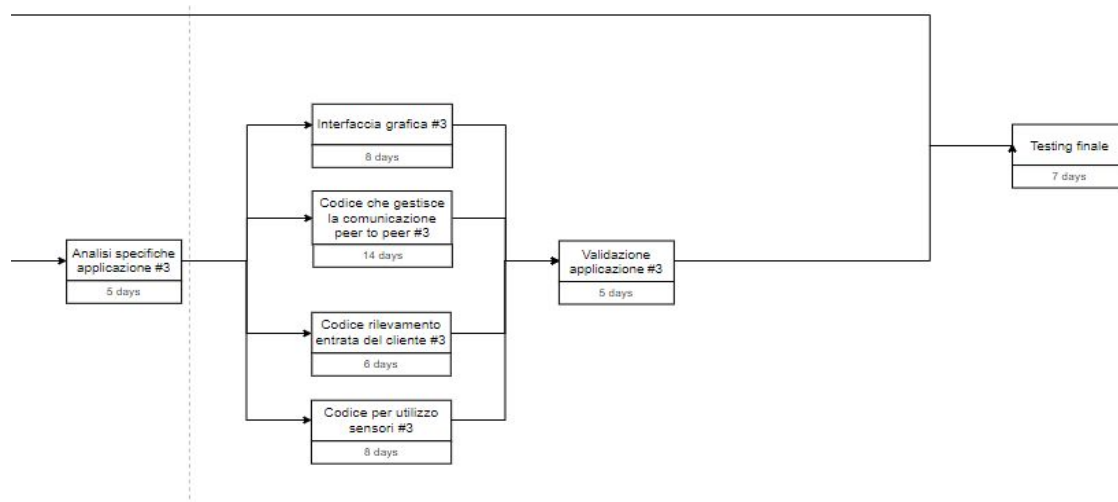 Interfaccia grafica #3
8 days
Codice che gestisce
la comunicazione
peer to peer #3
14 days
Analisi specifiche
applicazione #3
5 days
Codice rilevamento
entrata del cliente #3
6 days
Codice per utilizzo
sensori #3
8 days
Validazione
applicazione #3
5 days
Testing finale
7 days